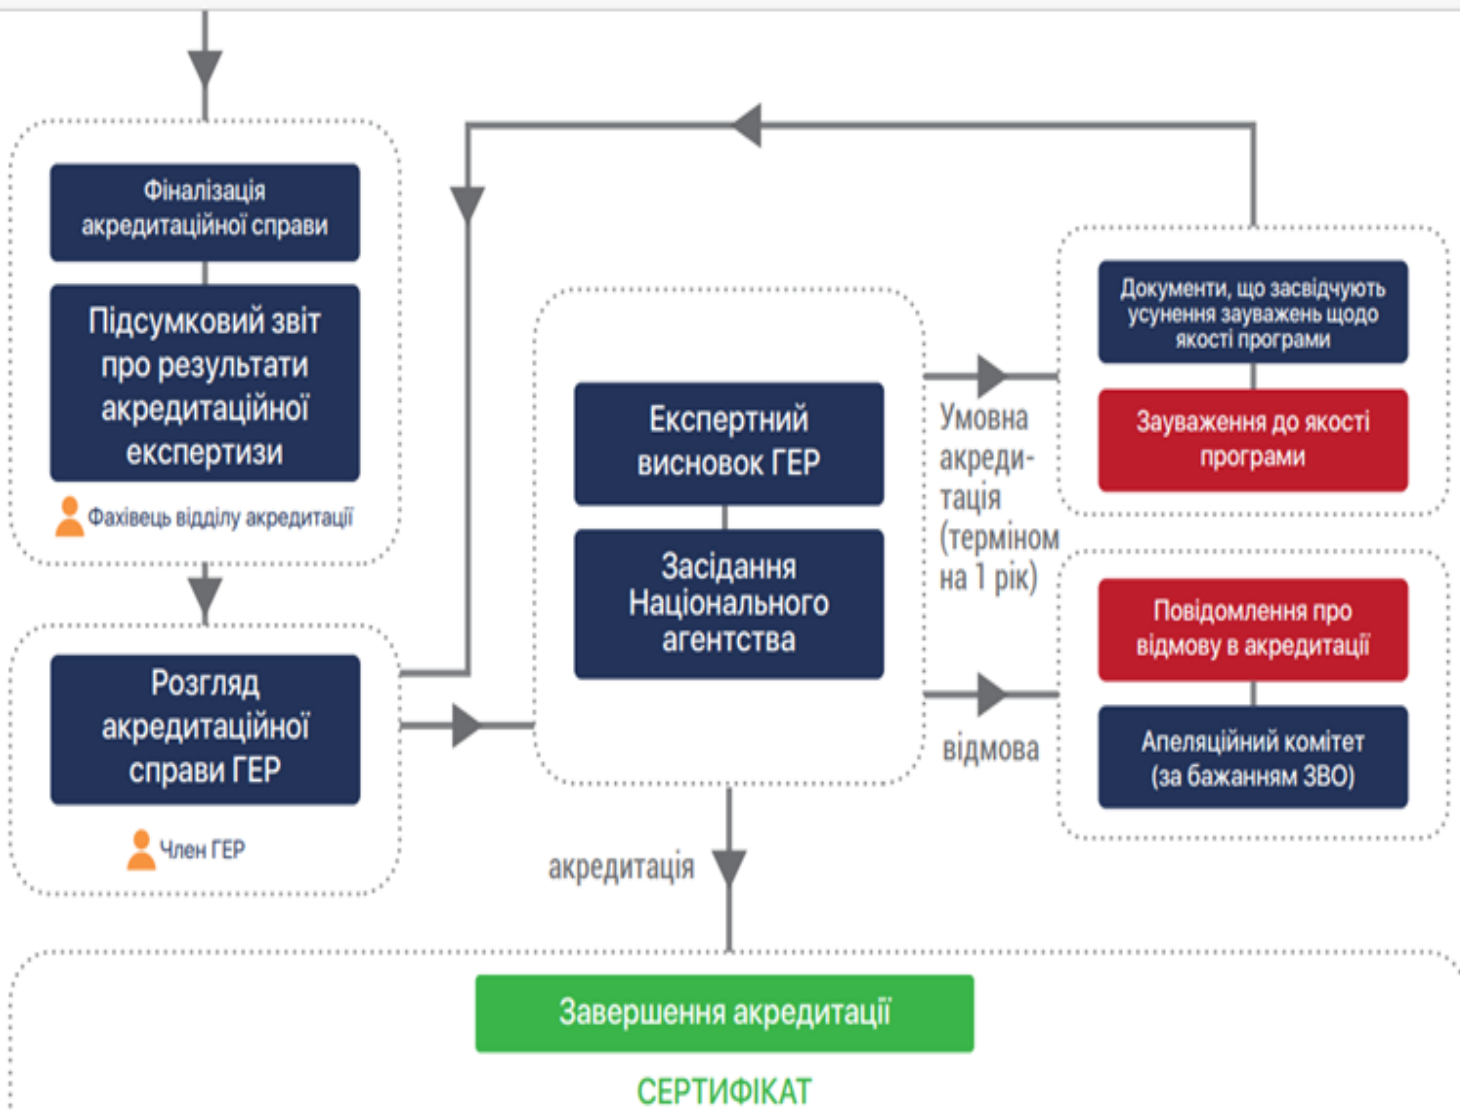 Фіналізація
акредитаційної справи
Підсумковий звіт
про результати
акредитаційної
експертизи
Фахівець відділу акредитації
Розгляд
акредитаційної
справи ГЕР
Член ГЕР
Експертний
висновок ГЕР
Засідання
Національного
агентства
Умовна
акреди-
тація
(терміном
на 1 рік)
відмова
Документи, що засвідчують
усунення зауважень щодо
якості програми
Зауваження до якості
програми
Повідомлення про
відмову в акредитації
Апеляційний комітет
(за бажанням ЗВО)
акредитація
Завершення акредитації
СЕРТИФІКАТ